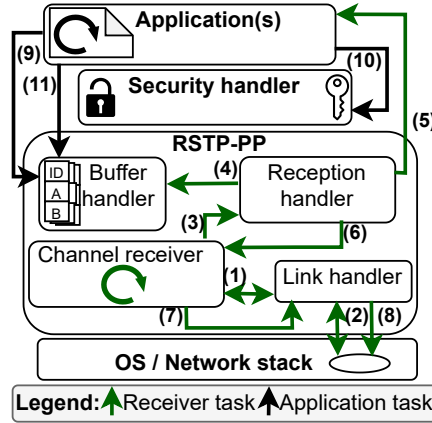 Application(s)
(9)
(10)
(11)
Security handler
(5)
RSTP-PP
ID
A
B
Buffer
handler
(4)
Reception
handler
(3)
(6)
Channel receiver
(1)
Link handler
(7)
(2)
(8)
OS / Network stack
Legend: Receiver task Application task